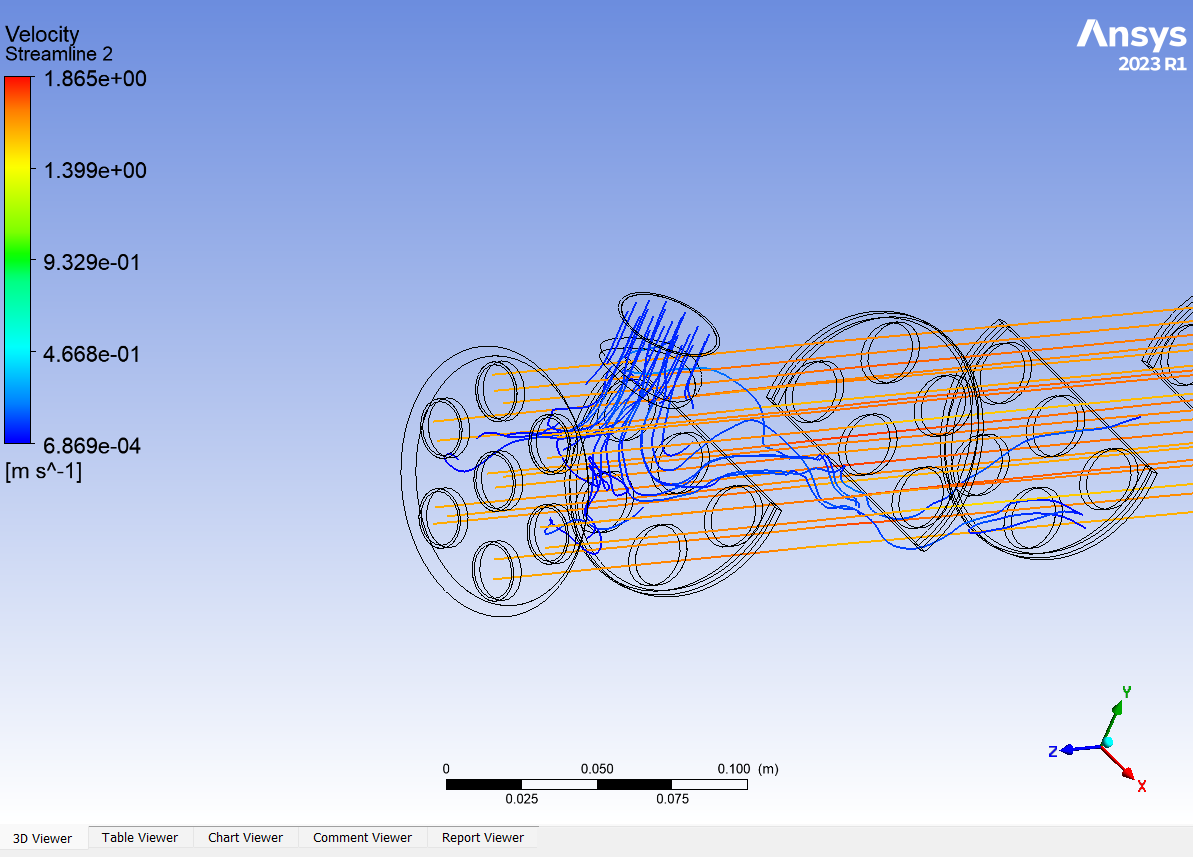 Velocity
Streamline 2
1.865e+00
1.399e+00
9.329e-01
4.668e-01
6.869e-04
[m s^-1]
Ansys
2023 R1
Y
Z
X
0 0.050 0.100 (m)
0.025 0.075
3D Viewer Table Viewer Chart Viewer Comment Viewer Report Viewer